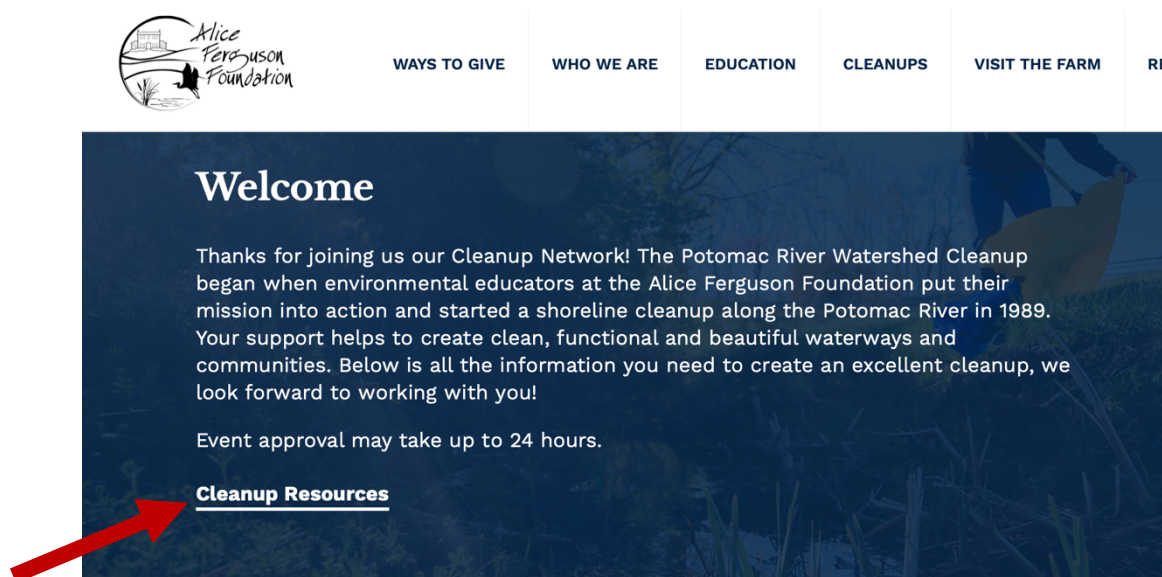 Alice
Ferguson
Foundation
WAYS TO GIVE
WHO WE ARE
EDUCATION
CLEANUPS
VISIT THE FARM
Welcome
Thanks for joining us our Cleanup Network! The Potomac River Watershed Cleanup
began when environmental educators at the Alice Ferguson Foundation put their
mission into action and started a shoreline cleanup along the Potomac River in 1989.
Your support helps to create clean, functional and beautiful waterways and
communities. Below is all the information you need to create an excellent cleanup, we
look forward to working with you!
Event approval may take up to 24 hours.
Cleanup Resources